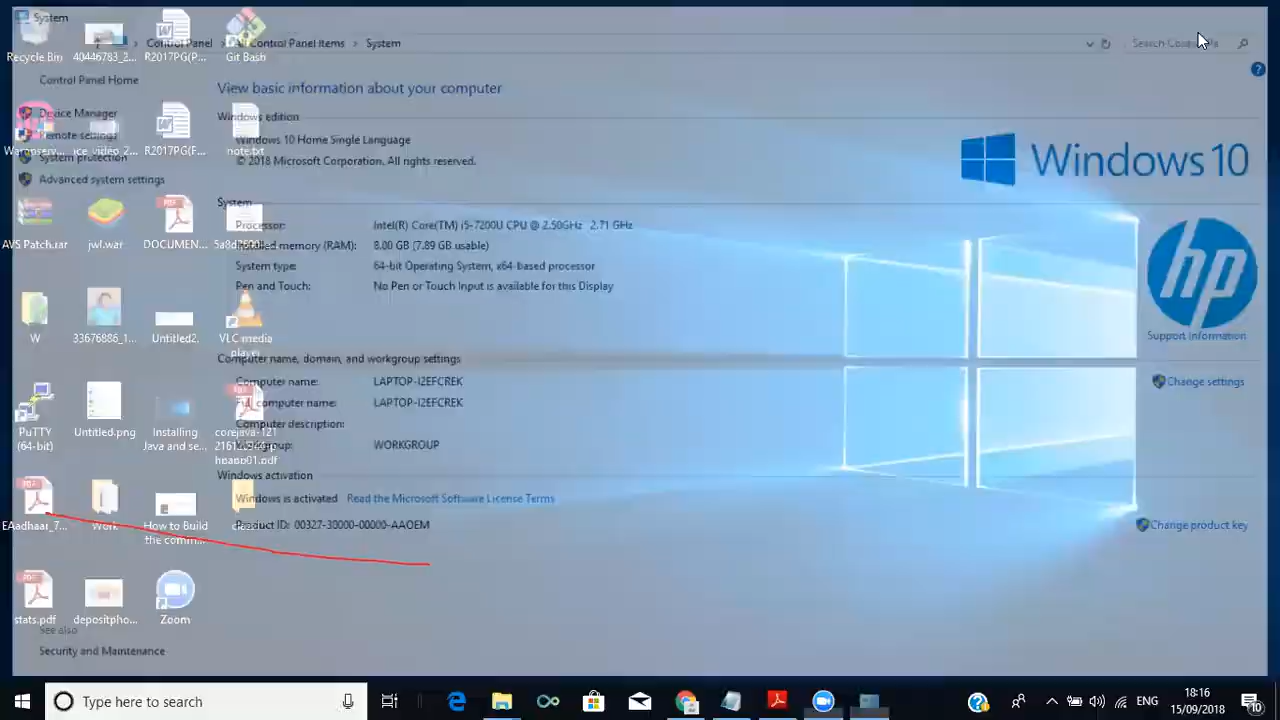 System
Control Panel
Control Panel Items
System
Control Panel Home
Device Manager
Remote settings
System protection
Advanced system settings
See also
Security and Maintenance
View basic information about your computer
Windows edition
Windows 10 Home Single Language
© 2018 Microsoft Corporation. All rights reserved.
Windows 10
System
Processor: Intel(R) Core(TM) i5-7200U CPU @ 2.50GHz 2.71 GHz
Installed memory (RAM): 8.00 GB (7.89 GB usable)
System type: 64-bit Operating System, x64-based processor
Pen and Touch: No Pen or Touch Input is available for this Display
hp
Support Information
Computer name, domain, and workgroup settings
Computer name: LAPTOP-I2EFCREK
Full computer name: LAPTOP-I2EFCREK
Computer description:
Workgroup: WORKGROUP
Change settings
Windows activation
Windows is activated Read the Microsoft Software License Terms
Product ID: 00327-30000-00000-AAOEM
Change product key
Recycle Bin
40446783_2...
R2017PG(P...
Git Bash
ice_video_2...
R2017PG(F...
note.txt
AVS Patch.rar
jwl.war
DOCUMEN...
W
33676886_1...
Untitled2.
VLC media
player
PuTTY
(64-bit)
Untitled.png
Installing
Java and se...
EAadhaar_7...
Work
How to Build
the comm...
stats.pdf
depositpho...
Zoom
Type here to search
ENG
18:16
15/09/2018
10